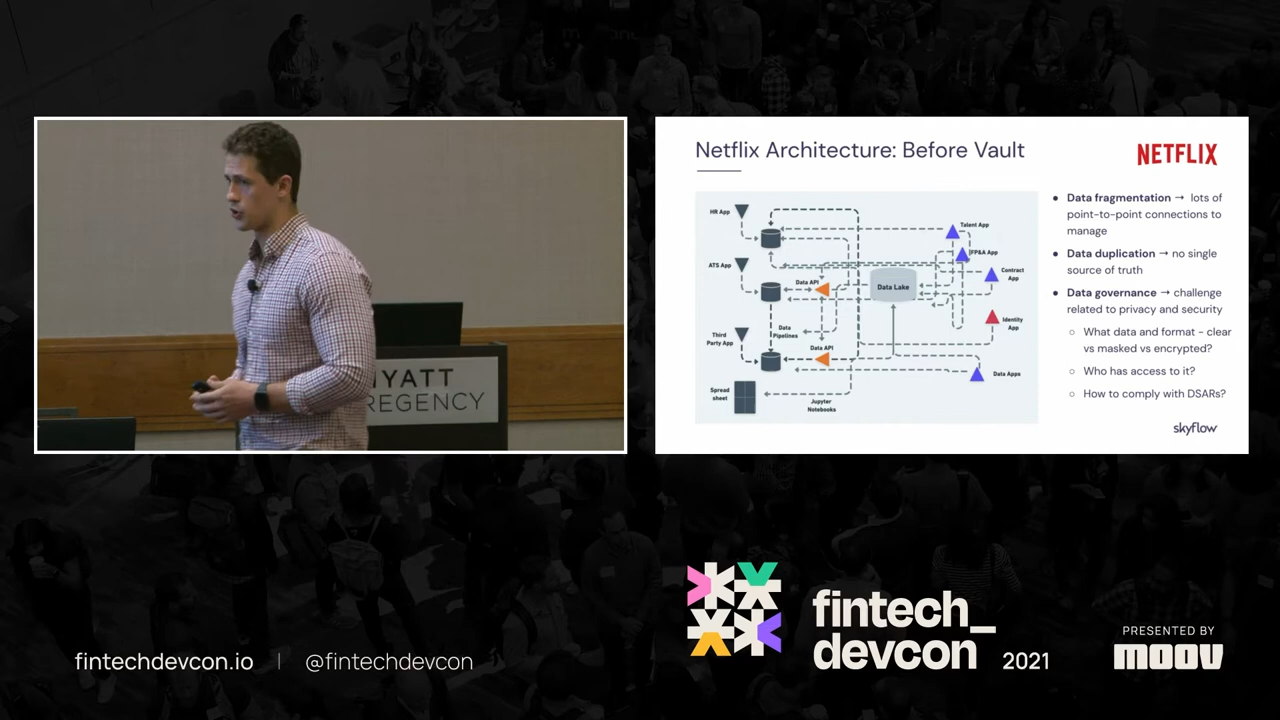 HYATT
REGENCY
Netflix Architecture: Before Vault
NETFLIX
HR App
ATS App
Third
Party App
Spread
sheet
Data API
Data
Pipelines
Data API
Jupyter
Notebooks
Data Lake
Talent App
FP&A App
Contract
App
Identity
App
Data Apps
• Data fragmentation → lots of
point-to-point connections to
manage
• Data duplication → no single
source of truth
• Data governance → challenge
related to privacy and security
○ What data and format - clear
vs masked vs encrypted?
○ Who has access to it?
○ How to comply with DSARs?
skyflow
fintechdevcon.io | @fintechdevcon
fintech_
devcon 2021
PRESENTED BY
moov